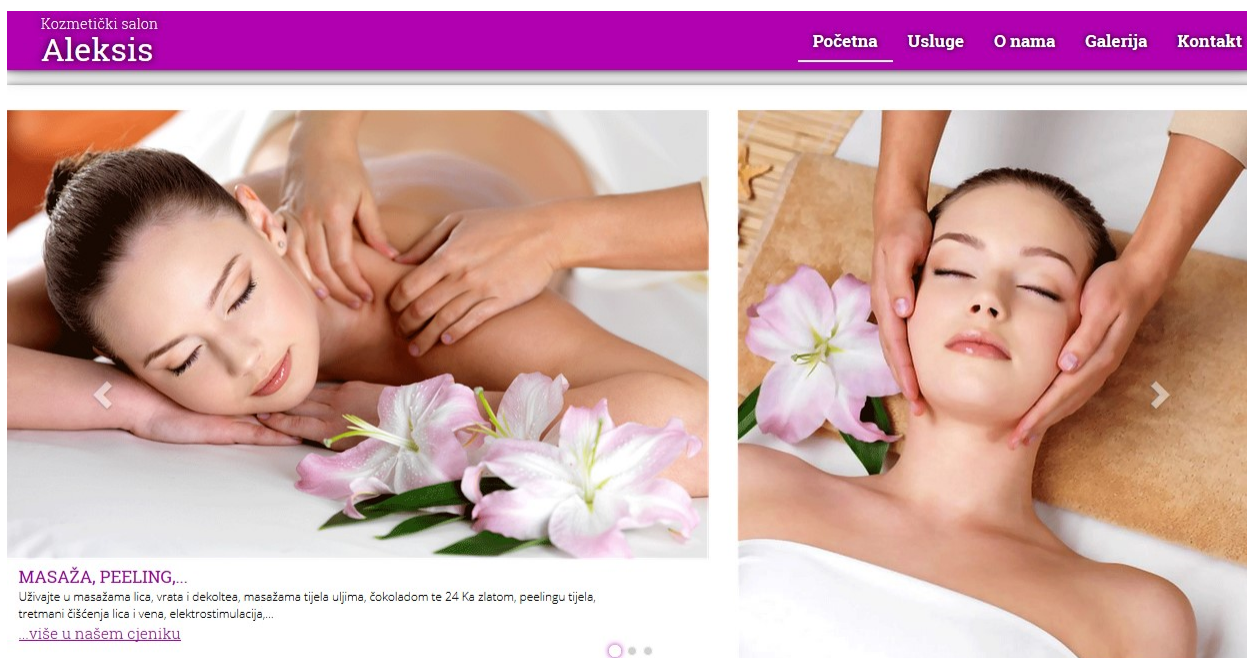 Kozmetički salon
Aleksis
Početna Usluge O nama Galerija Kontakt
MASAŽA, PEELING,...
Uživajte u masažama lica, vrata i dekoltea, masažama tijela uljima, čokoladom te 24 Ka zlatom, peelingu tijela,
tretmani čišćenja lica i vena, elektrostimulacija,...
...više u našem cjeniku